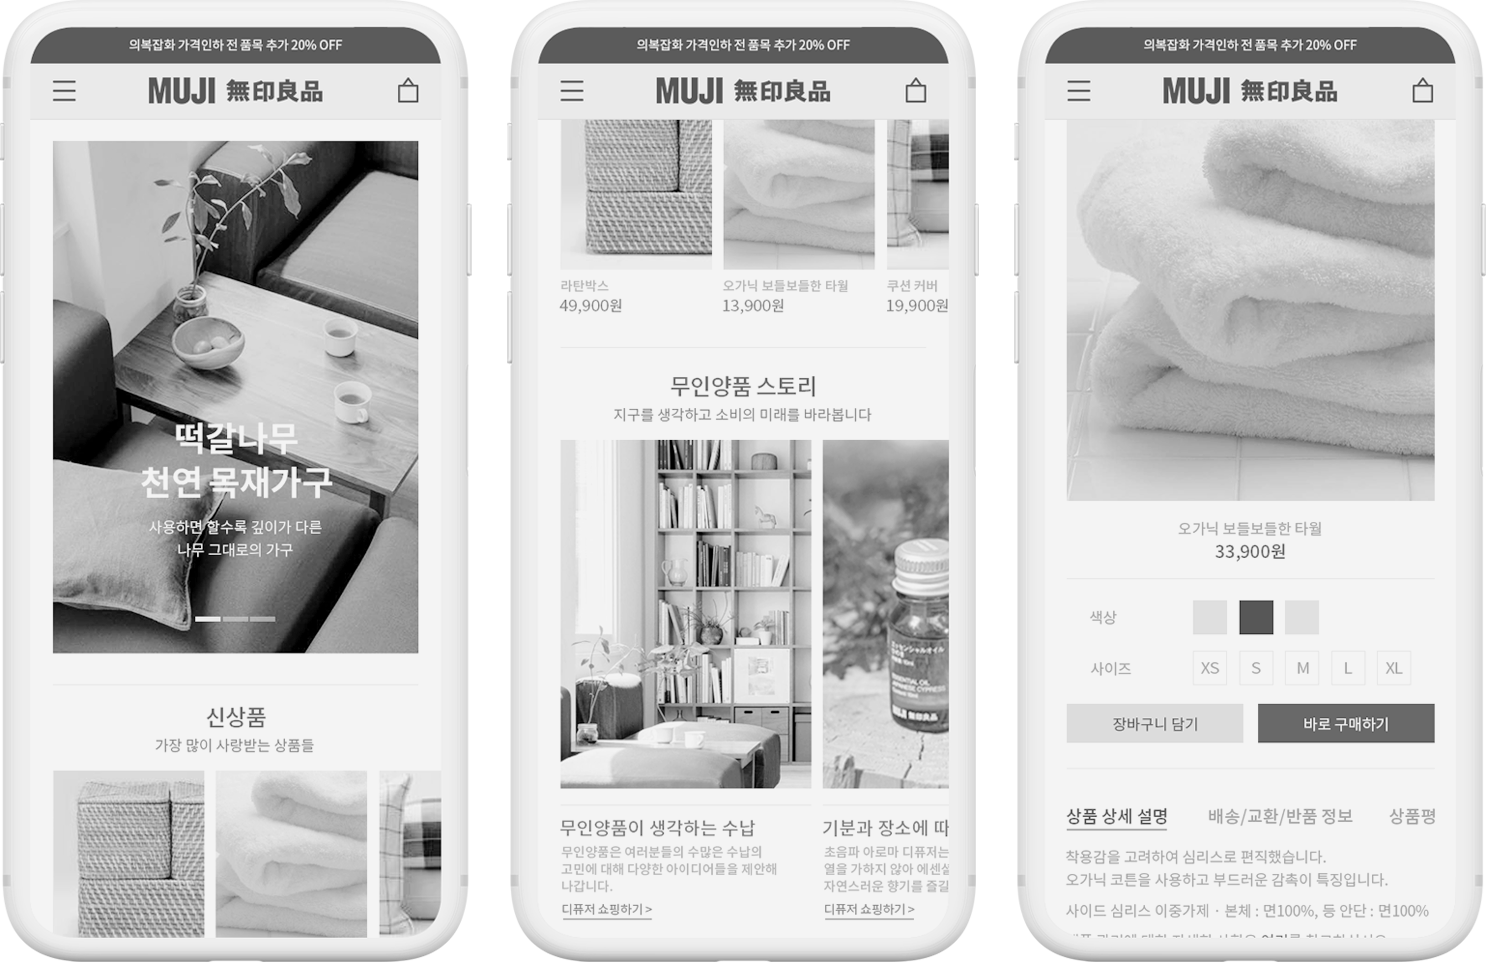 의복잡화 가격인하 전 품목 추가 20% OFF
MUJI 無印良品
떡갈나무
천연 목재가구
사용하면 할수록 깊이가 다른
나무 그대로의 가구
신상품
가장 많이 사랑받는 상품들
의복잡화 가격인하 전 품목 추가 20% OFF
MUJI 無印良品
라탄박스
49,900원
오가닉 보들보들한 타월
13,900원
쿠션 커버
19,900원
무인양품 스토리
지구를 생각하고 소비의 미래를 바라봅니다
ESSENTIAL OIL
JAPANESE CYPRESS
MUJI 無印良品
무인양품이 생각하는 수납
무인양품은 여러분들의 수많은 수납의
고민에 대해 다양한 아이디어들을 제안해
나갑니다.
디퓨저 쇼핑하기 >
기분과 장소에 따
초음파 아로마 디퓨저는
열을 가하지 않아 에센셜
자연스러운 향기를 즐길
디퓨저 쇼핑하기 >
의복잡화 가격인하 전 품목 추가 20% OFF
MUJI 無印良品
오가닉 보들보들한 타월
33,900원
색상
사이즈 XS S M L XL
장바구니 담기 바로 구매하기
상품 상세 설명 배송/교환/반품 정보 상품평
착용감을 고려하여 심리스로 편직했습니다.
오가닉 코튼을 사용하고 부드러운 감촉이 특징입니다.
사이드 심리스 이중가제 · 본체 : 면100%, 등 안단 : 면100%